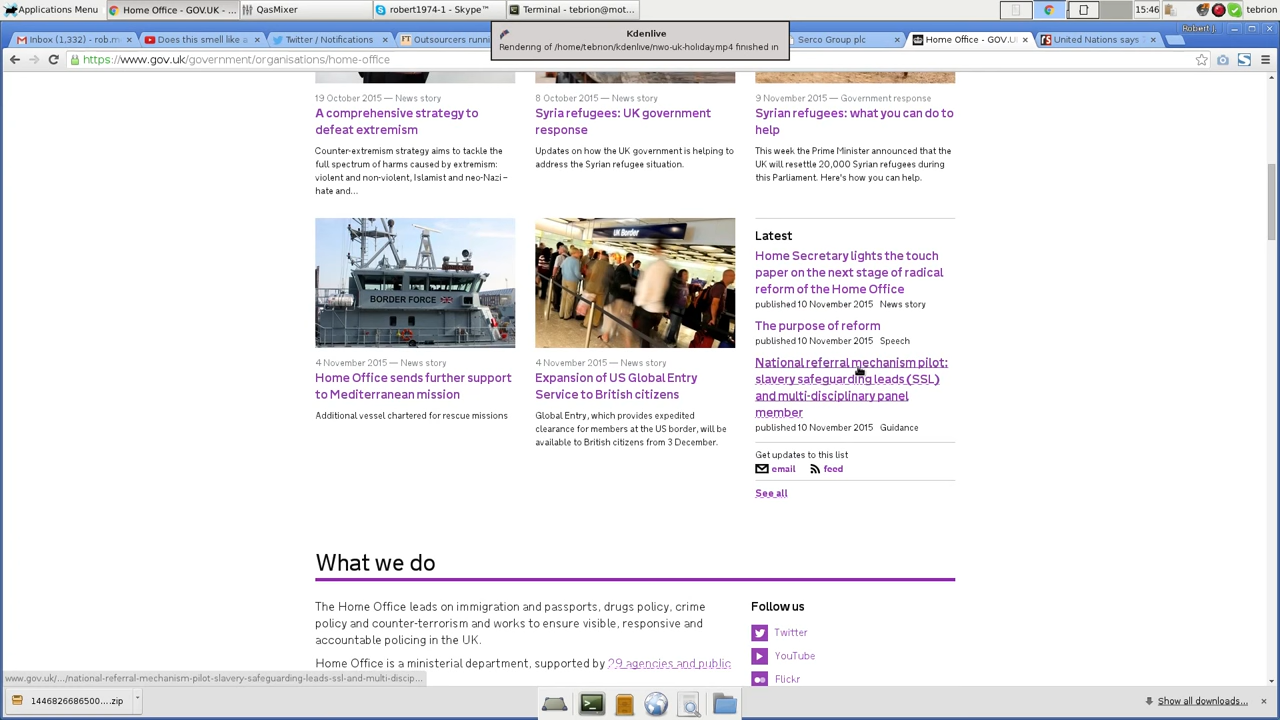 Applications Menu
Home Office - GOV.UK - ...
QasMixer
robert1974-1 - Skype™
Terminal - tebrion@mot...
15:46
tebrion
Kdenlive
Rendering of /home/tebrion/kdenlive/nwo-uk-holiday.mp4 finished in
Inbox (1,332) - rob.m
Does this smell like a
Twitter / Notifications
Outsourcers runni
Serco Group plc
Home Office - GOV.U
United Nations says
Robert J
https://www.gov.uk/government/organisations/home-office
19 October 2015 — News story
A comprehensive strategy to
defeat extremism
Counter-extremism strategy aims to tackle the
full spectrum of harms caused by extremism:
violent and non-violent, Islamist and neo-Nazi –
hate and...
8 October 2015 — News story
Syria refugees: UK government
response
Updates on how the UK government is helping to
address the Syrian refugee situation.
9 November 2015 — Government response
Syrian refugees: what you can do to
help
This week the Prime Minister announced that the
UK will resettle 20,000 Syrian refugees during
this Parliament. Here's how you can help.
BORDER FORCE
4 November 2015 — News story
Home Office sends further support
to Mediterranean mission
Additional vessel chartered for rescue missions
UK Border
4 November 2015 — News story
Expansion of US Global Entry
Service to British citizens
Global Entry, which provides expedited
clearance for members at the US border, will be
available to British citizens from 3 December.
Latest
Home Secretary lights the touch
paper on the next stage of radical
reform of the Home Office
published 10 November 2015 News story
The purpose of reform
published 10 November 2015 Speech
National referral mechanism pilot:
slavery safeguarding leads (SSL)
and multi-disciplinary panel
member
published 10 November 2015 Guidance
Get updates to this list
email
feed
See all
What we do
The Home Office leads on immigration and passports, drugs policy, crime
policy and counter-terrorism and works to ensure visible, responsive and
accountable policing in the UK.
Home Office is a ministerial department, supported by 29 agencies and public
Follow us
Twitter
YouTube
Flickr
www.gov.uk/.../national-referral-mechanism-pilot-slavery-safeguarding-leads-ssl-and-multi-discip...
1446826686500....zip
Show all downloads...